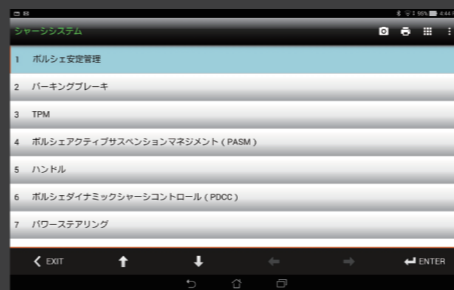 98% 4:44
シャーシシステム
1 ポルシェ安定管理
2 パーキングブレーキ
3 TPM
4 ポルシェアクティブサスペンションマネジメント ( PASM )
5 ハンドル
6 ポルシェダイナミックシャーシコントロール ( PDCC )
7 パワーステアリング
EXIT ENTER